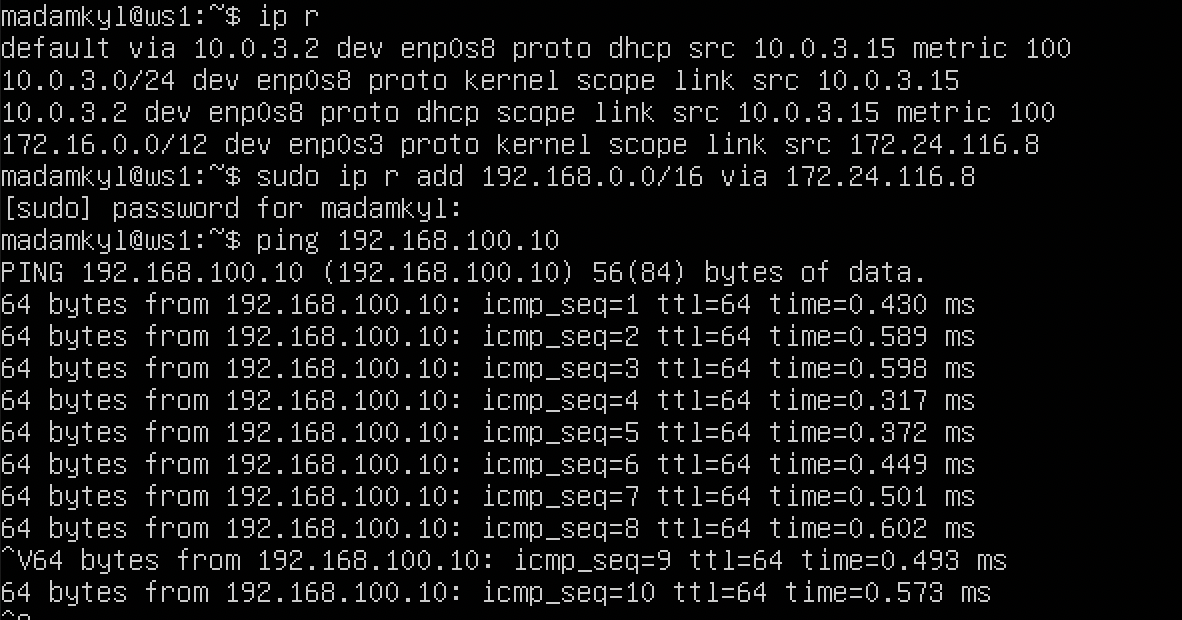 madamkyl@ws1:~$ ip r
default via 10.0.3.2 dev enp0s8 proto dhcp src 10.0.3.15 metric 100
10.0.3.0/24 dev enp0s8 proto kernel scope link src 10.0.3.15
10.0.3.2 dev enp0s8 proto dhcp scope link src 10.0.3.15 metric 100
172.16.0.0/12 dev enp0s3 proto kernel scope link src 172.24.116.8
madamkyl@ws1:~$ sudo ip r add 192.168.0.0/16 via 172.24.116.8
[sudo] password for madamkyl:
madamkyl@ws1:~$ ping 192.168.100.10
PING 192.168.100.10 (192.168.100.10) 56(84) bytes of data.
64 bytes from 192.168.100.10: icmp_seq=1 ttl=64 time=0.430 ms
64 bytes from 192.168.100.10: icmp_seq=2 ttl=64 time=0.589 ms
64 bytes from 192.168.100.10: icmp_seq=3 ttl=64 time=0.598 ms
64 bytes from 192.168.100.10: icmp_seq=4 ttl=64 time=0.317 ms
64 bytes from 192.168.100.10: icmp_seq=5 ttl=64 time=0.372 ms
64 bytes from 192.168.100.10: icmp_seq=6 ttl=64 time=0.449 ms
64 bytes from 192.168.100.10: icmp_seq=7 ttl=64 time=0.501 ms
64 bytes from 192.168.100.10: icmp_seq=8 ttl=64 time=0.602 ms
^V64 bytes from 192.168.100.10: icmp_seq=9 ttl=64 time=0.493 ms
64 bytes from 192.168.100.10: icmp_seq=10 ttl=64 time=0.573 ms